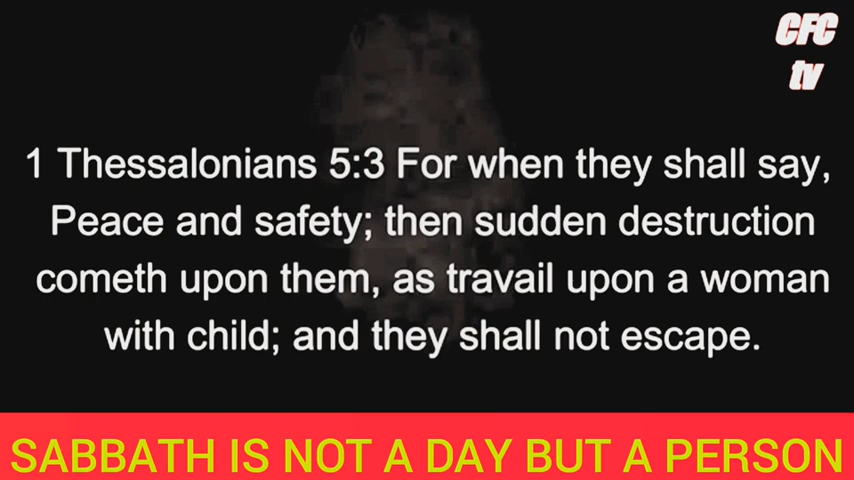 CFC
tv
1 Thessalonians 5:3 For when they shall say,
Peace and safety; then sudden destruction
cometh upon them, as travail upon a woman
with child; and they shall not escape.
SABBATH IS NOT A DAY BUT A PERSON